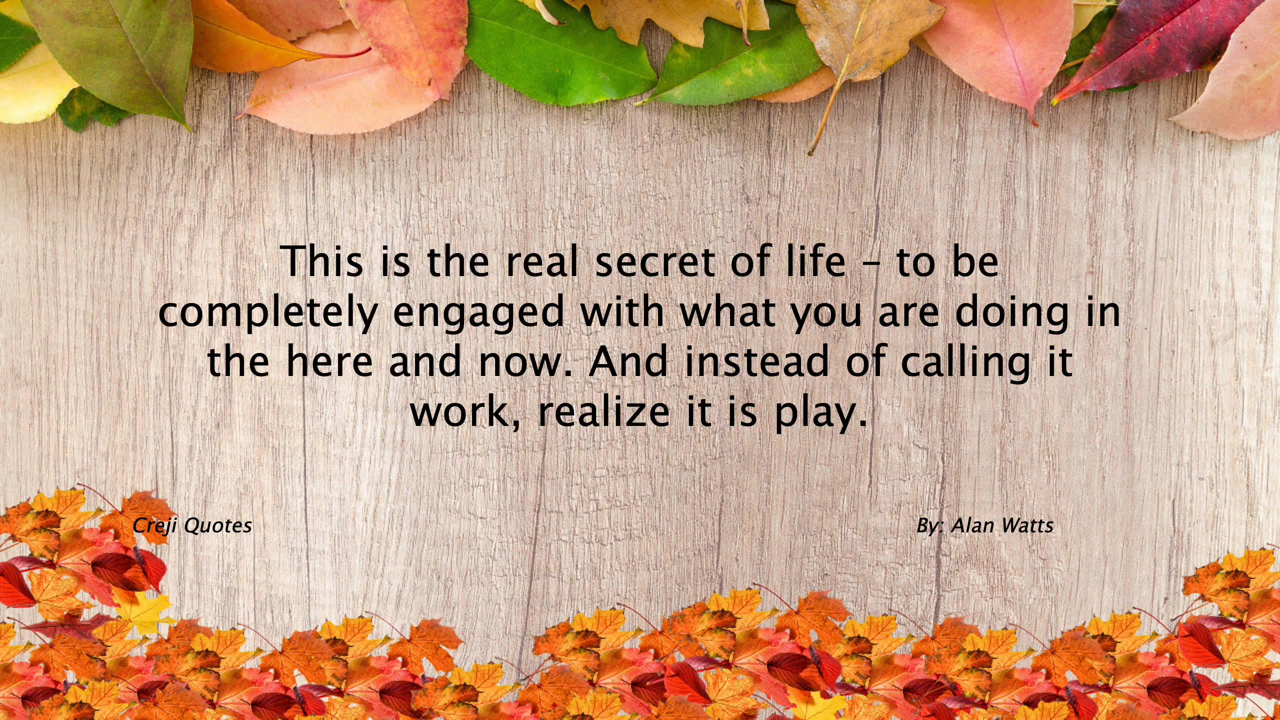 This is the real secret of life – to be
completely engaged with what you are doing in
the here and now. And instead of calling it
work, realize it is play.
Creji Quotes
By: Alan Watts